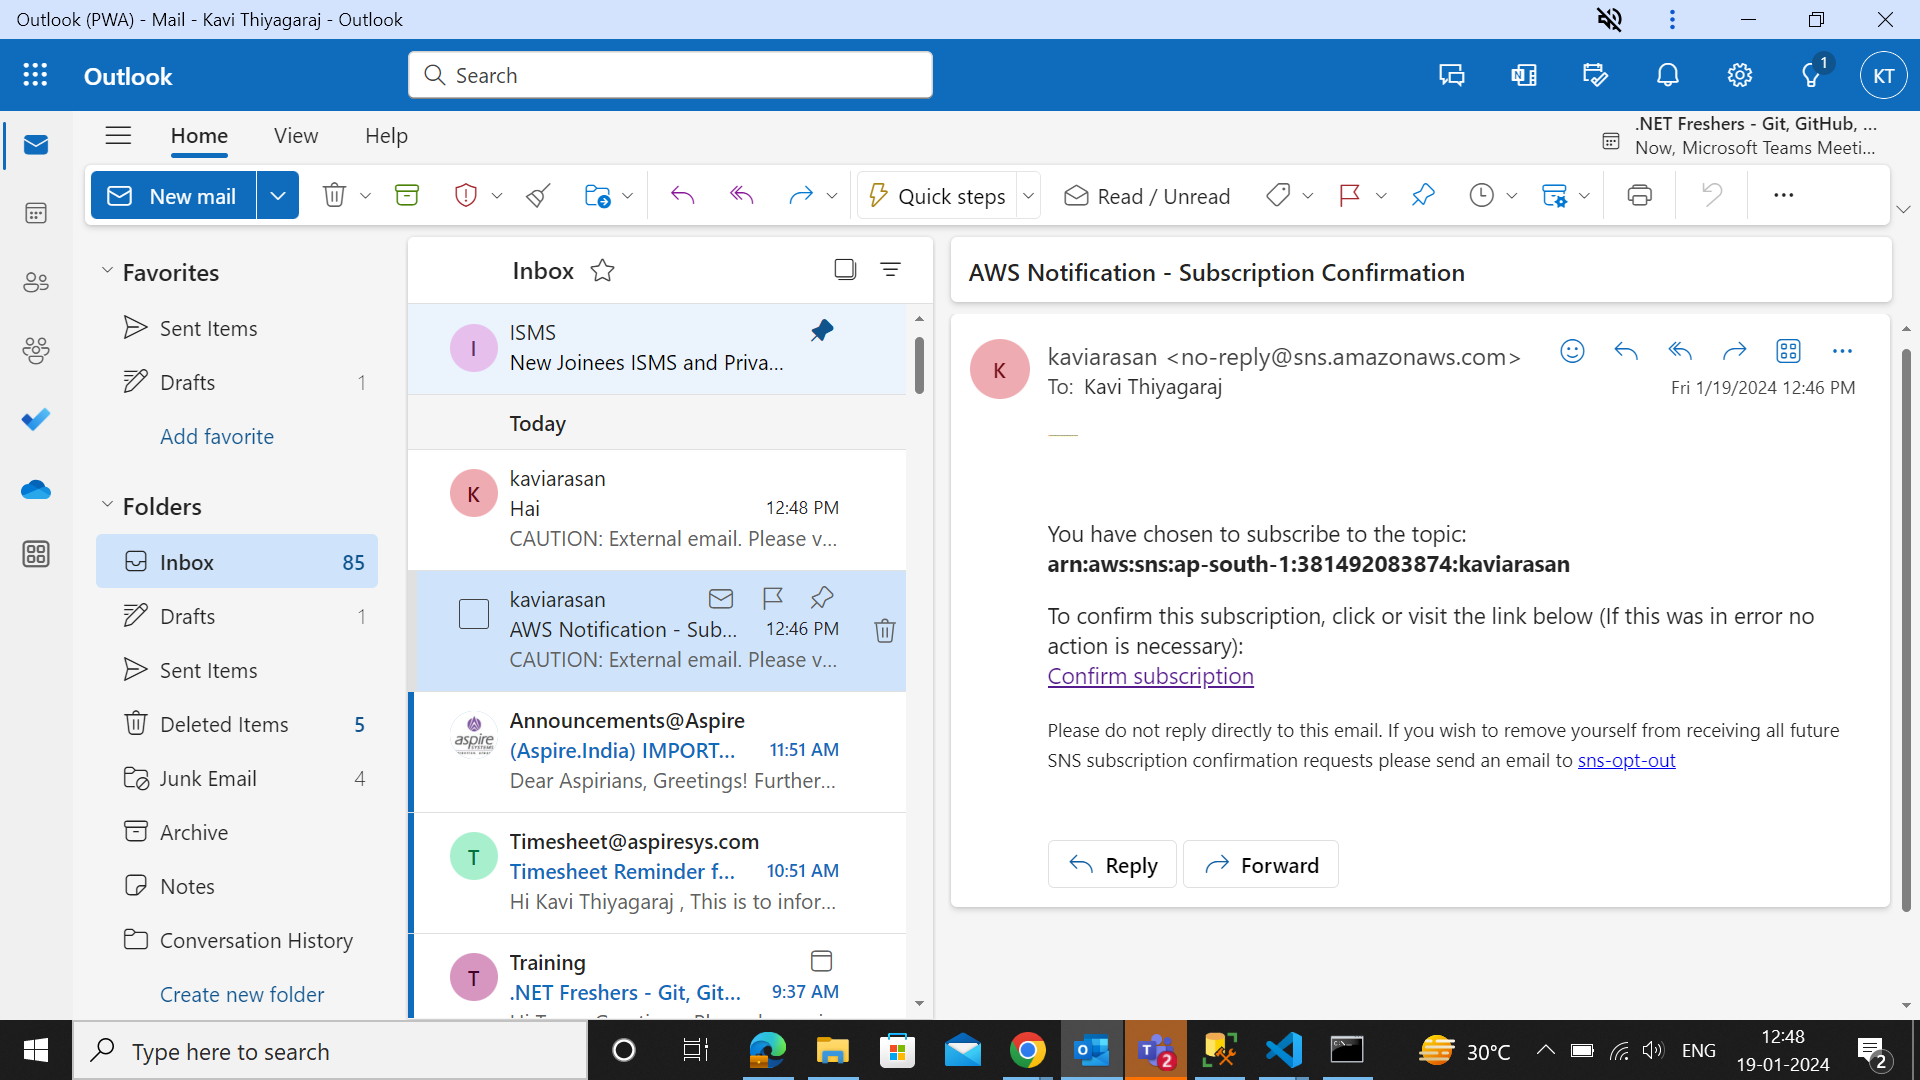 Outlook (PWA) - Mail - Kavi Thiyagaraj - Outlook
Outlook
Search
1
KT
Home
View
Help
.NET Freshers - Git, GitHub, ...
Now, Microsoft Teams Meeti...
New mail
Quick steps
Read / Unread
Favorites
Sent Items
Drafts 1
Add favorite
Folders
Inbox 85
Drafts 1
Sent Items
Deleted Items 5
Junk Email 4
Archive
Notes
Conversation History
Create new folder
Inbox
I
ISMS
New Joinees ISMS and Priva...
Today
K
kaviarasan
Hai 12:48 PM
CAUTION: External email. Please v...
kaviarasan
AWS Notification - Sub... 12:46 PM
CAUTION: External email. Please v...
aspire
SYSTEMS
Announcements@Aspire
(Aspire.India) IMPORT... 11:51 AM
Dear Aspirians, Greetings! Further...
T
Timesheet@aspiresys.com
Timesheet Reminder f... 10:51 AM
Hi Kavi Thiyagaraj , This is to infor...
T
Training
.NET Freshers - Git, Git... 9:37 AM
AWS Notification - Subscription Confirmation
K
kaviarasan <no-reply@sns.amazonaws.com>
To: Kavi Thiyagaraj
Fri 1/19/2024 12:46 PM
You have chosen to subscribe to the topic:
arn:aws:sns:ap-south-1:381492083874:kaviarasan
To confirm this subscription, click or visit the link below (If this was in error no
action is necessary):
Confirm subscription
Please do not reply directly to this email. If you wish to remove yourself from receiving all future
SNS subscription confirmation requests please send an email to sns-opt-out
Reply
Forward
Type here to search
2
30°C
ENG
12:48
19-01-2024
2